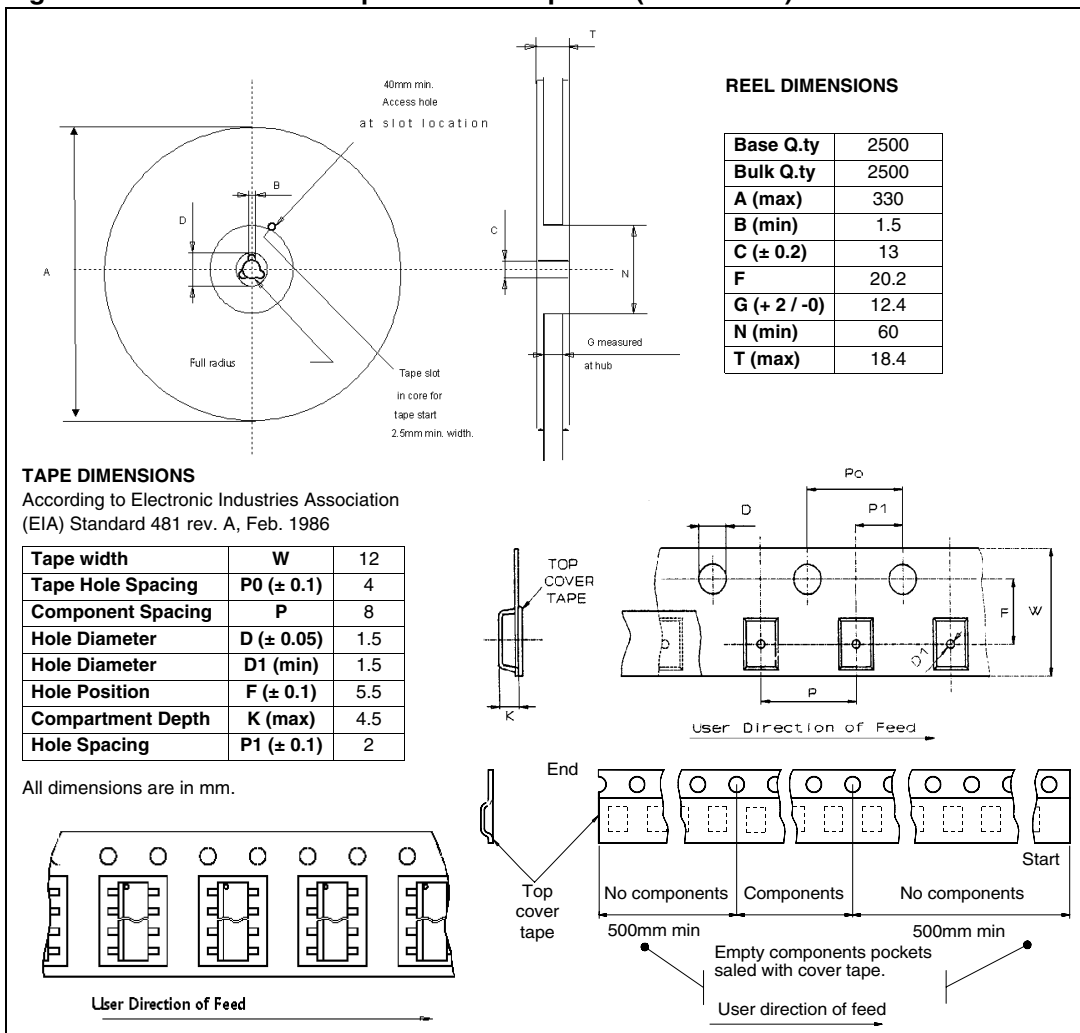 T
40mm min.
Access hole
at slot location
B
D
A
C
N
G measured
at hub
Full radius
Tape slot
in core for
tape start
2.5mm min. width.
REEL DIMENSIONS
Base Q.ty 2500
Bulk Q.ty 2500
A (max) 330
B (min) 1.5
C (± 0.2) 13
F 20.2
G (+ 2 / -0) 12.4
N (min) 60
T (max) 18.4
TAPE DIMENSIONS
According to Electronic Industries Association
(EIA) Standard 481 rev. A, Feb. 1986
Tape width W 12
Tape Hole Spacing P0 (± 0.1) 4
Component Spacing P 8
Hole Diameter D (± 0.05) 1.5
Hole Diameter D1 (min) 1.5
Hole Position F (± 0.1) 5.5
Compartment Depth K (max) 4.5
Hole Spacing P1 (± 0.1) 2
All dimensions are in mm.
TOP
COVER
TAPE
K
Po
D
P1
F
W
D1
P
User Direction of Feed
End
Start
Top
cover
tape
No components
Components
No components
500mm min
500mm min
Empty components pockets
saled with cover tape.
User direction of feed
User Direction of Feed